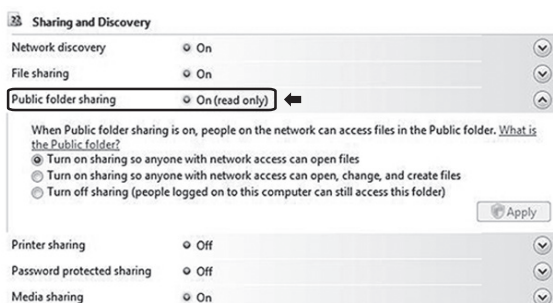 Sharing and Discovery
Network discovery On
File sharing On
Public folder sharing On (read only)
When Public folder sharing is on, people on the network can access files in the Public folder. What is
the Public folder?
Turn on sharing so anyone with network access can open files
Turn on sharing so anyone with network access can open, change, and create files
Turn off sharing (people logged on to this computer can still access this folder)
Apply
Printer sharing Off
Password protected sharing Off
Media sharing On